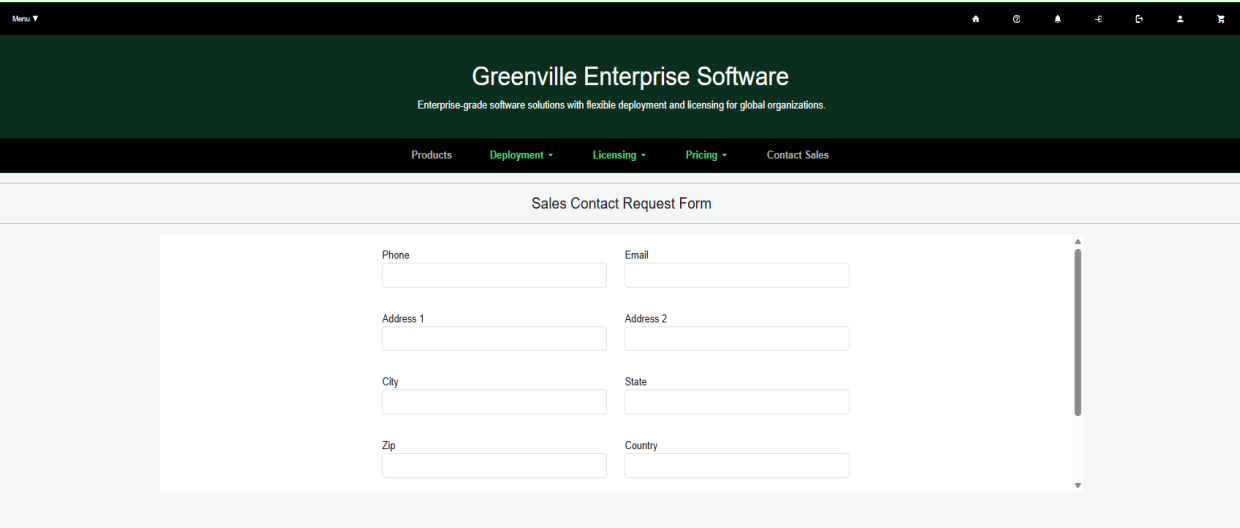 Menu ▼
Greenville Enterprise Software
Enterprise-grade software solutions with flexible deployment and licensing for global organizations.
Products Deployment Licensing Pricing Contact Sales
Sales Contact Request Form
Phone Email
Address 1 Address 2
City State
Zip Country